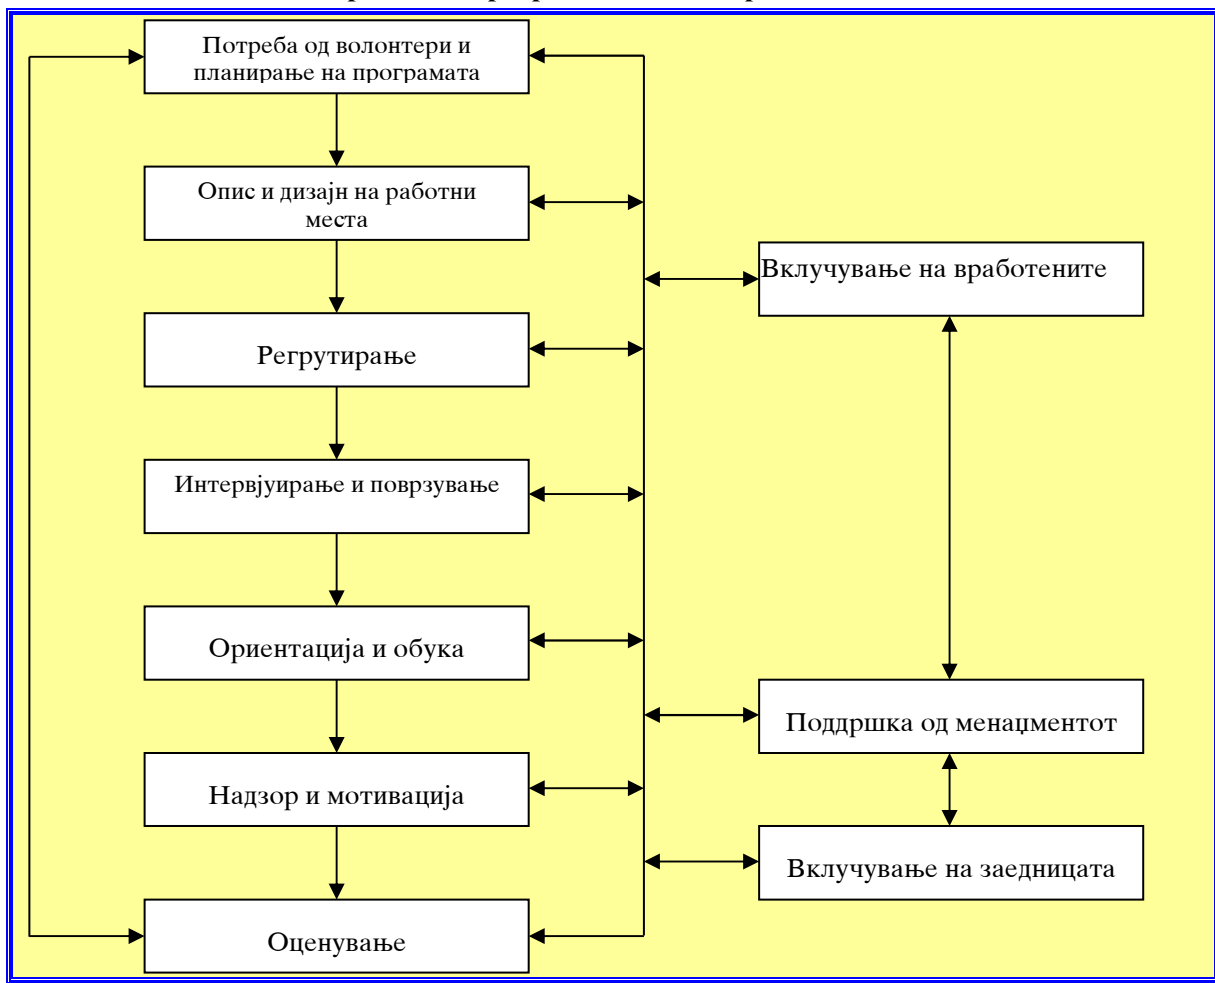 Потреба од волонтери и
планирање на програмата
Опис и дизајн на работни
места
Вклучување на вработените
Регрутирање
Интервјуирање и поврзување
Ориентација и обука
Поддршка од менаџментот
Надзор и мотивација
Вклучување на заедницата
Оценување